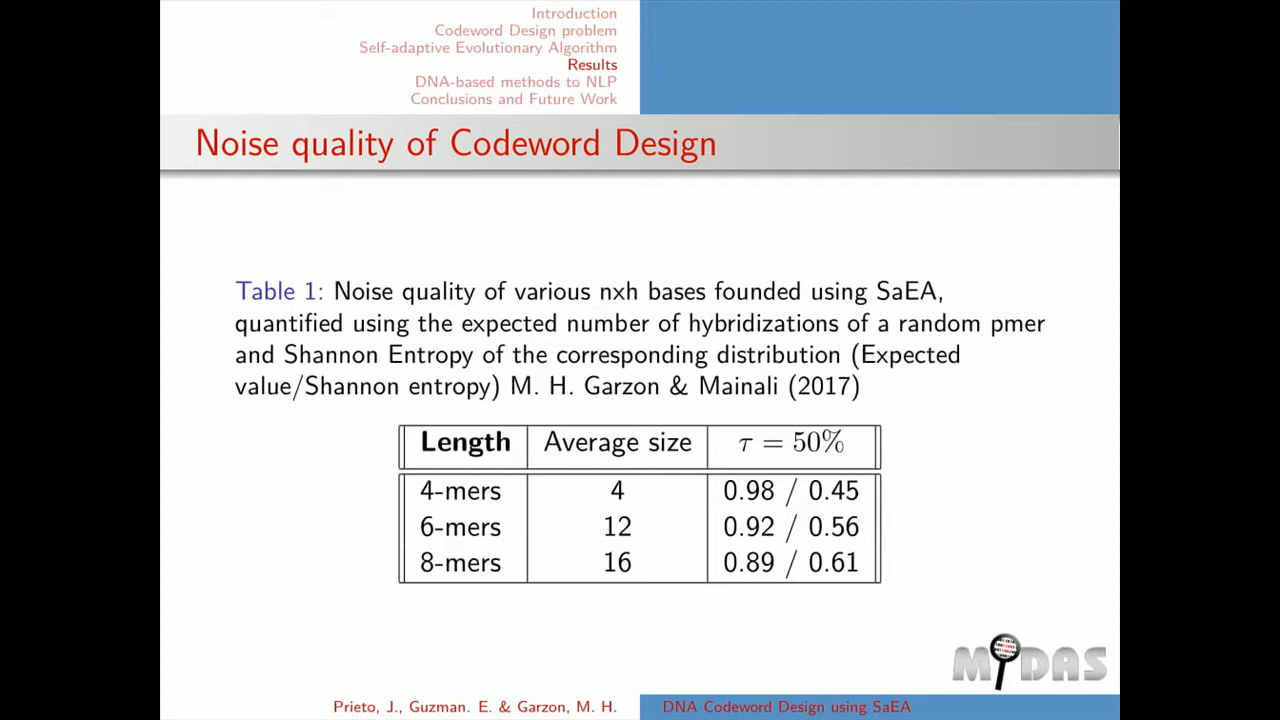 Introduction
Codeword Design problem
Self-adaptive Evolutionary Algorithm
Results
DNA-based methods to NLP
Conclusions and Future Work
Noise quality of Codeword Design
Table 1: Noise quality of various nxh bases founded using SaEA,
quantified using the expected number of hybridizations of a random pmer
and Shannon Entropy of the corresponding distribution (Expected
value/Shannon entropy) M. H. Garzon & Mainali (2017)
Length Average size τ = 50%
4-mers 4 0.98 / 0.45
6-mers 12 0.92 / 0.56
8-mers 16 0.89 / 0.61
MIDAS
Prieto, J., Guzman. E. & Garzon, M. H. DNA Codeword Design using SaEA